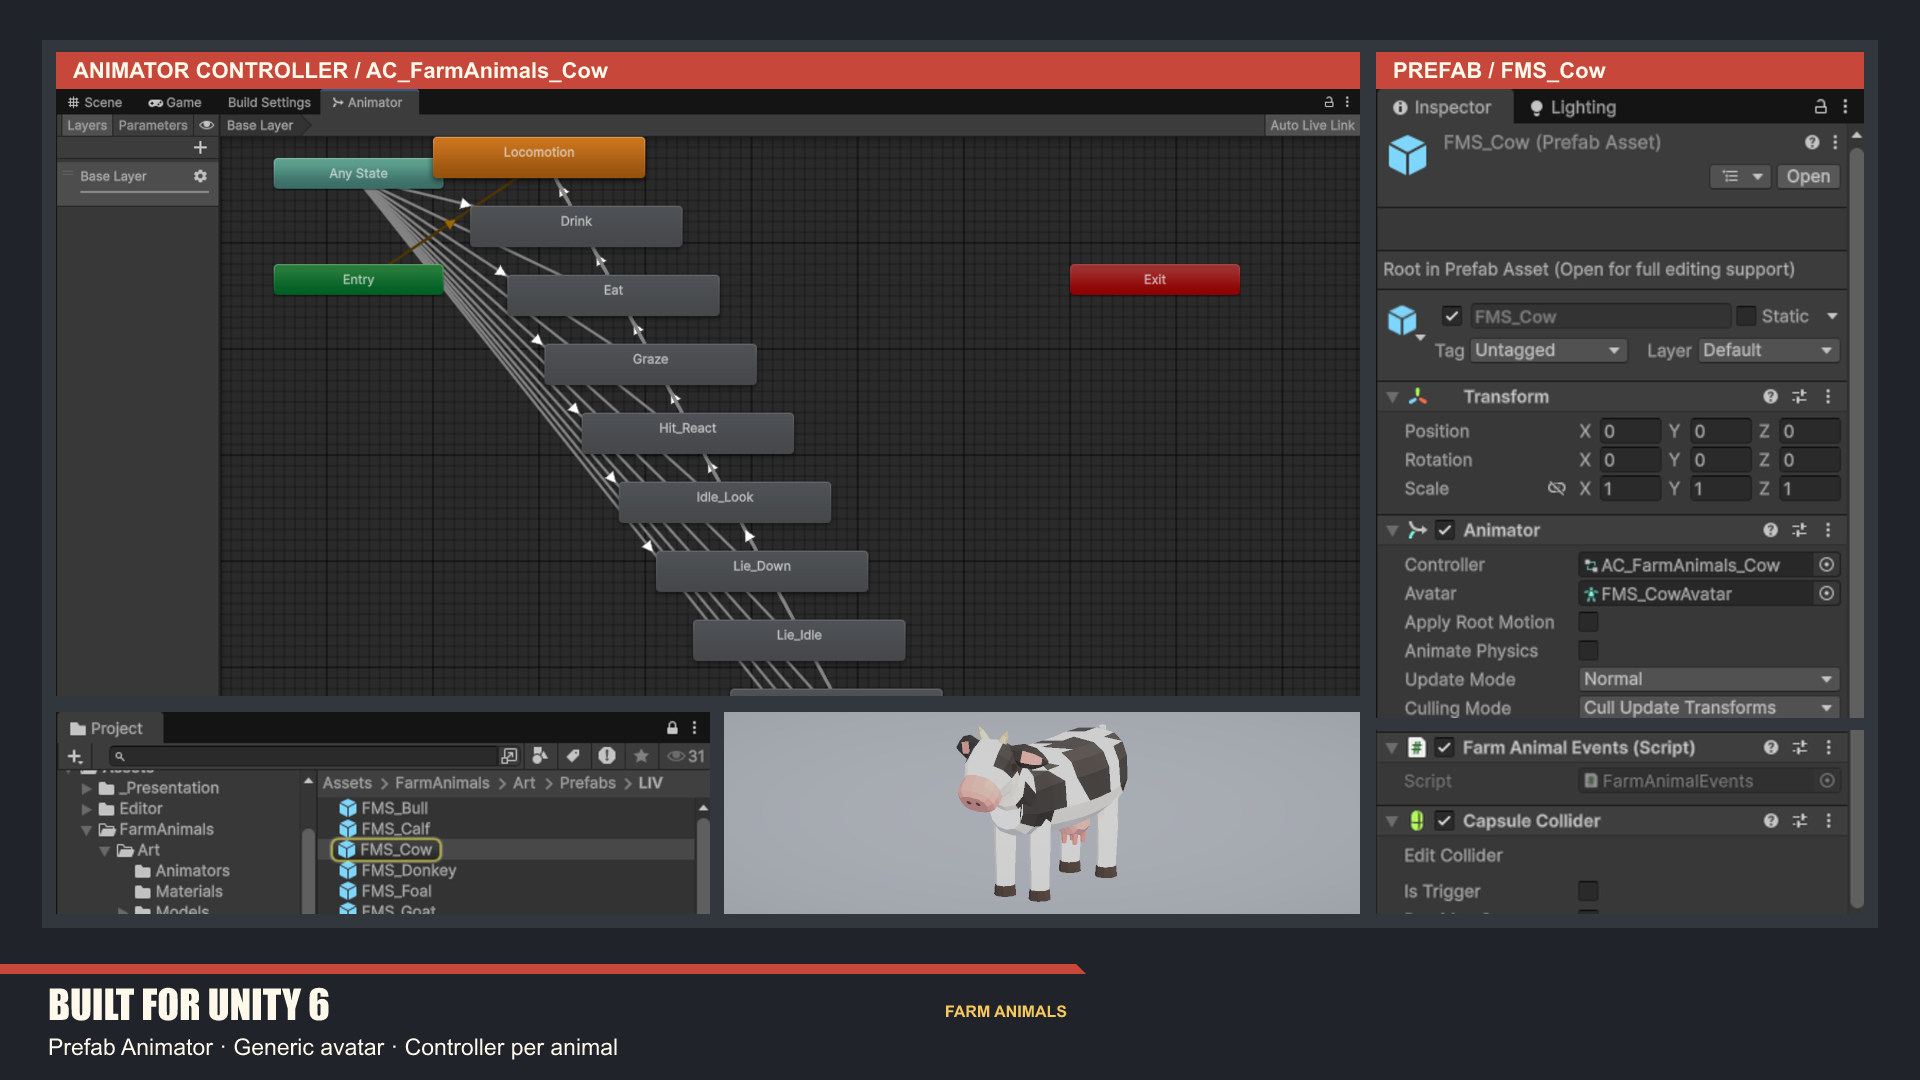 ANIMATOR CONTROLLER / AC_FarmAnimals_Cow
Scene Game Build Settings Animator
Layers Parameters Base Layer Auto Live Link
Base Layer
Any State
Locomotion
Drink
Entry
Eat
Exit
Graze
Hit_React
Idle_Look
Lie_Down
Lie_Idle
PREFAB / FMS_Cow
Inspector Lighting
FMS_Cow (Prefab Asset)
Open
Root in Prefab Asset (Open for full editing support)
FMS_Cow Static
Tag Untagged Layer Default
Transform
Position X 0 Y 0 Z 0
Rotation X 0 Y 0 Z 0
Scale X 1 Y 1 Z 1
Animator
Controller AC_FarmAnimals_Cow
Avatar FMS_CowAvatar
Apply Root Motion
Animate Physics
Update Mode Normal
Culling Mode Cull Update Transforms
Farm Animal Events (Script)
Script FarmAnimalEvents
Capsule Collider
Edit Collider
Is Trigger
Project
31
Assets
_Presentation
Editor
FarmAnimals
Art
Animators
Materials
Models
Assets > FarmAnimals > Art > Prefabs > LIV
FMS_Bull
FMS_Calf
FMS_Cow
FMS_Donkey
FMS_Foal
FMS_Goat
BUILT FOR UNITY 6
Prefab Animator · Generic avatar · Controller per animal
FARM ANIMALS